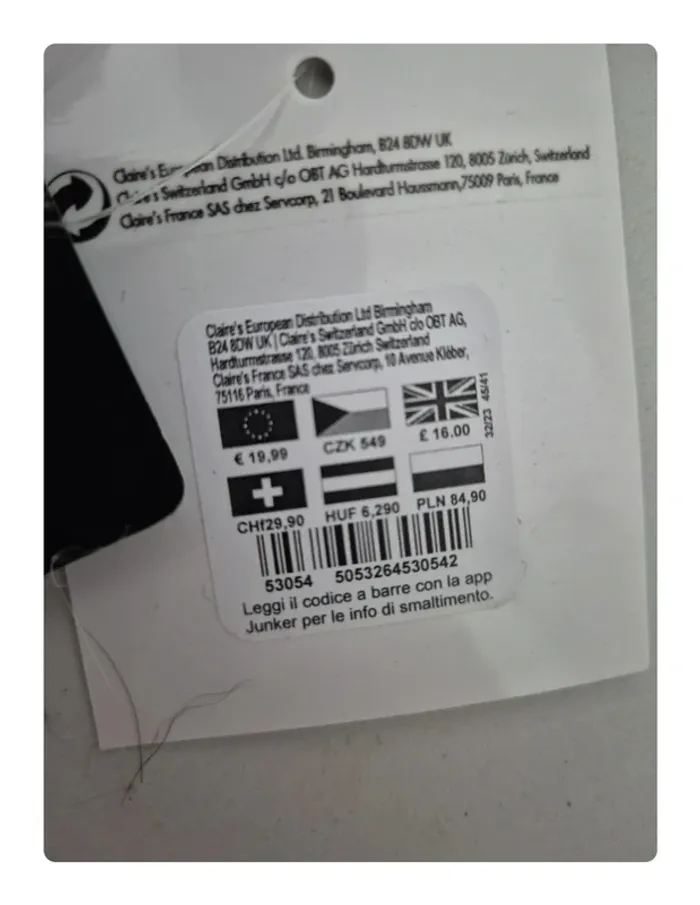 Claire's European Distribution Ltd. Birmingham, B24 8DW UK
Claire's Switzerland GmbH c/o OBT AG Hardturmstrasse 120, 8005 Zürich, Switzerland
Claire's France SAS chez Servcorp, 21 Boulevard Haussmann,75009 Paris, France
Claire's European Distribution Ltd Birmingham
B24 8DW UK | Claire's Switzerland GmbH c/o OBT AG,
Hardturmstrasse 120, 8005 Zürich Switzerland
Claire's France SAS chez Servcorp, 10 Avenue Kléber,
75116 Paris, France
€ 19,99 CZK 549 £ 16.00
32/23 45/41
CHf29,90 HUF 6,290 PLN 84,90
53054 5053264530542
Leggi il codice a barre con la app
Junker per le info di smaltimento.